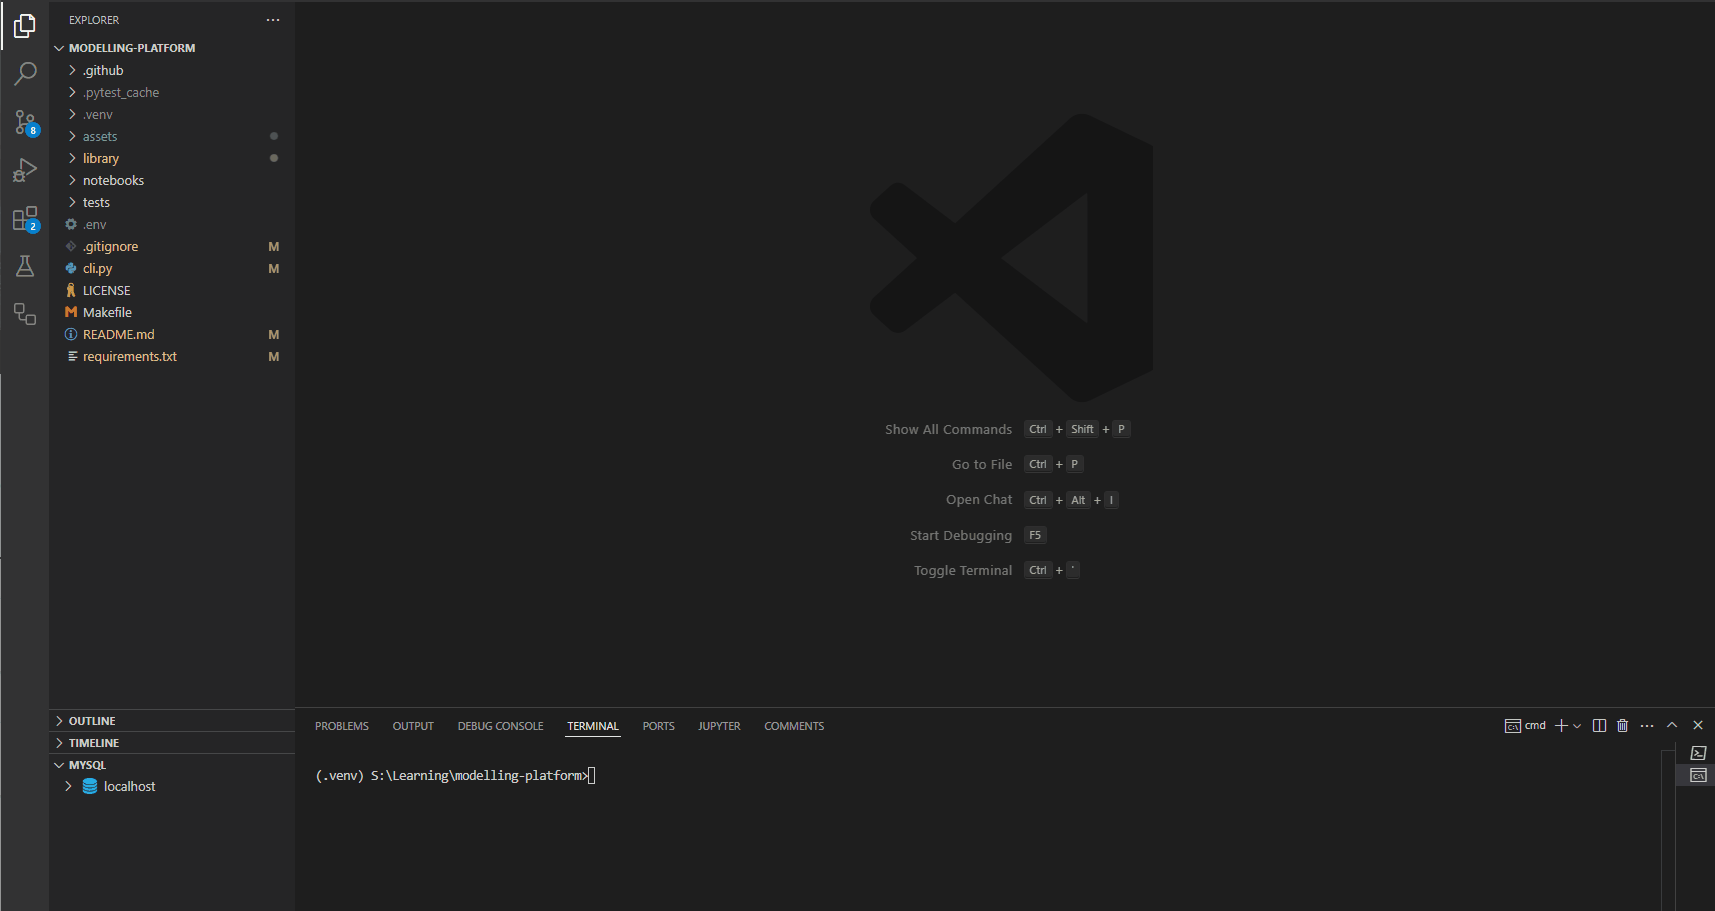 EXPLORER
MODELLING-PLATFORM
.github
.pytest_cache
.venv
assets
library
notebooks
tests
.env
.gitignore M
cli.py M
LICENSE
Makefile
README.md M
requirements.txt M
8
2
OUTLINE
TIMELINE
MYSQL
localhost
Show All Commands Ctrl + Shift + P
Go to File Ctrl + P
Open Chat Ctrl + Alt + I
Start Debugging F5
Toggle Terminal Ctrl + '
PROBLEMS OUTPUT DEBUG CONSOLE TERMINAL PORTS JUPYTER COMMENTS
cmd
(.venv) S:\Learning\modelling-platform>